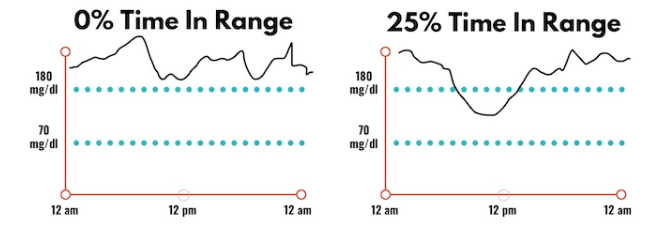 0% Time In Range
180
mg/dl
70
mg/dl
12 am
12 pm
12 am
25% Time In Range
180
mg/dl
70
mg/dl
12 am
12 pm
12 am